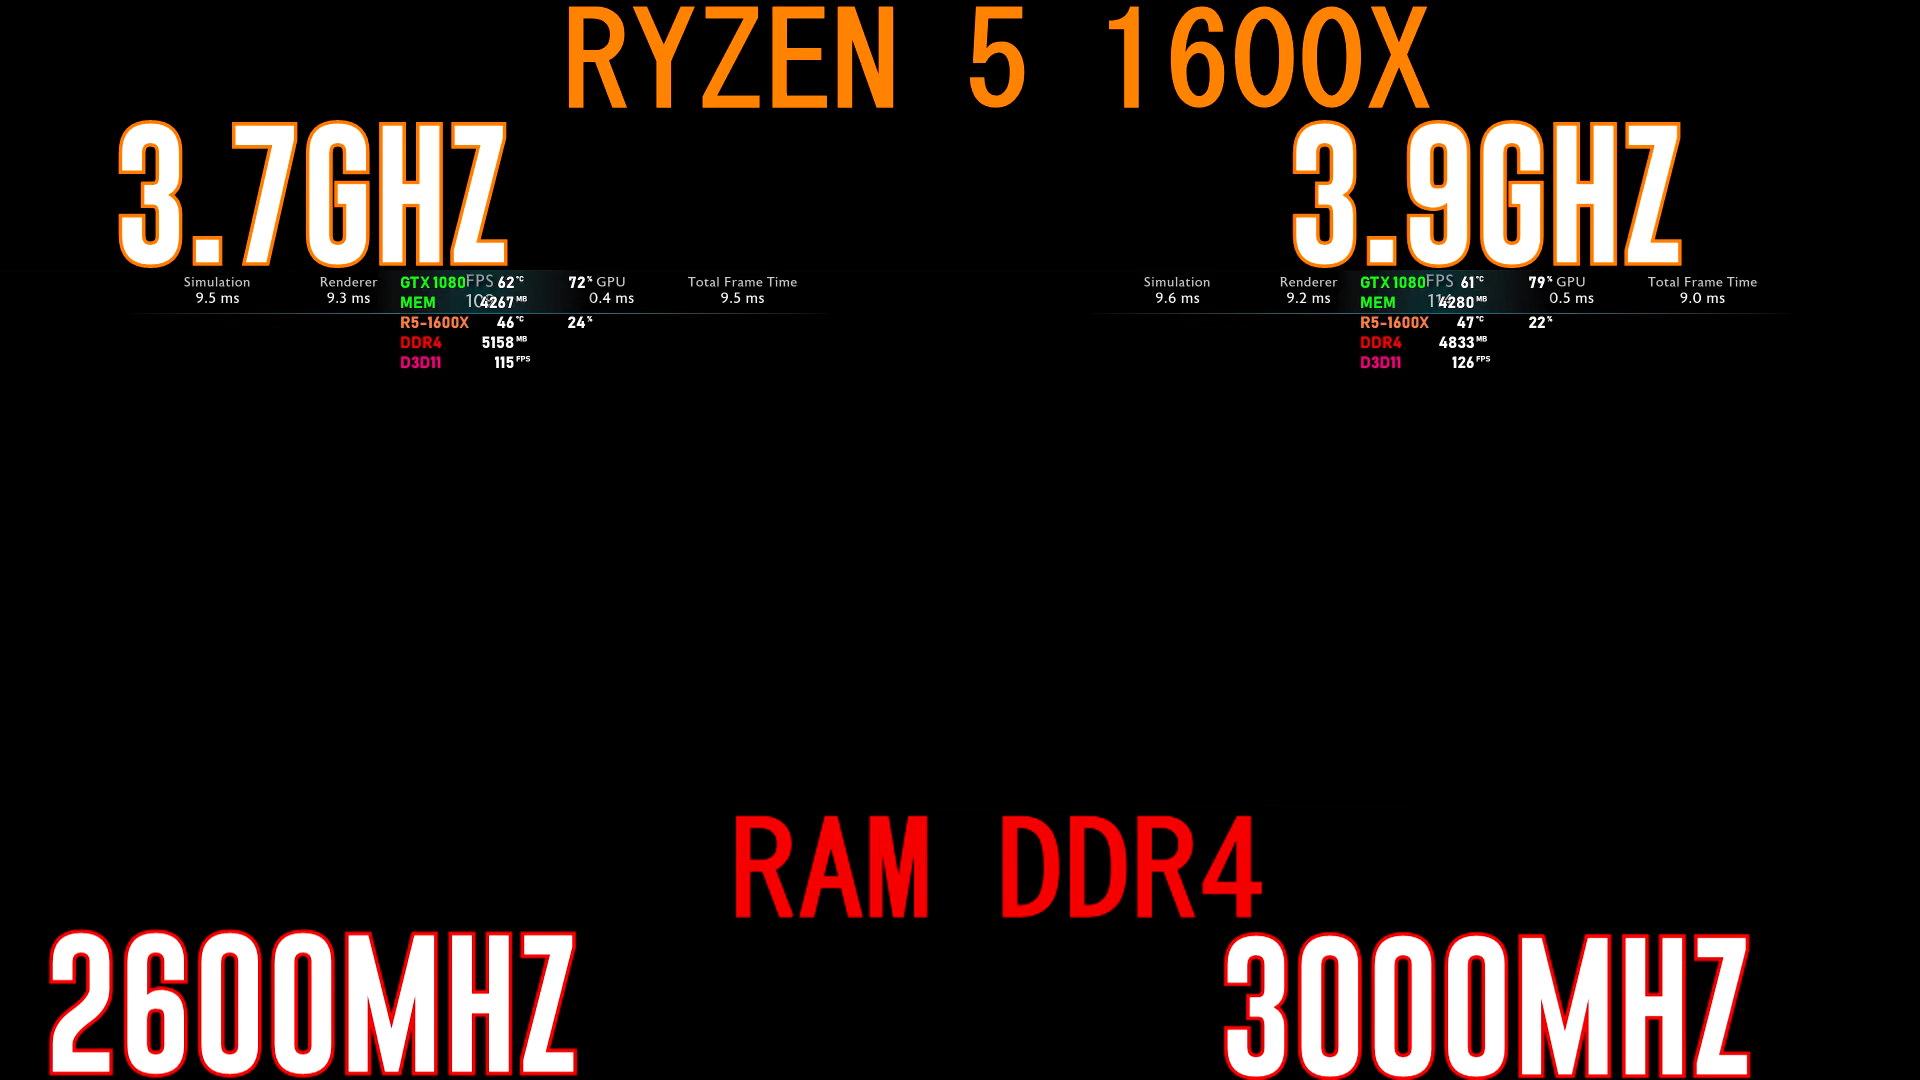 RYZEN 5 1600X
3.7GHZ
3.9GHZ
Simulation Renderer GTX 1080 FPS 62°C 72% GPU Total Frame Time
9.5 ms 9.3 ms MEM 4267 MB 0.4 ms 9.5 ms
R5-1600X 46°C 24%
DDR4 5158 MB
D3D11 115 FPS
Simulation Renderer GTX 1080 FPS 61°C 79% GPU Total Frame Time
9.6 ms 9.2 ms MEM 4280 MB 0.5 ms 9.0 ms
R5-1600X 47°C 22%
DDR4 4833 MB
D3D11 126 FPS
RAM DDR4
2600MHZ
3000MHZ